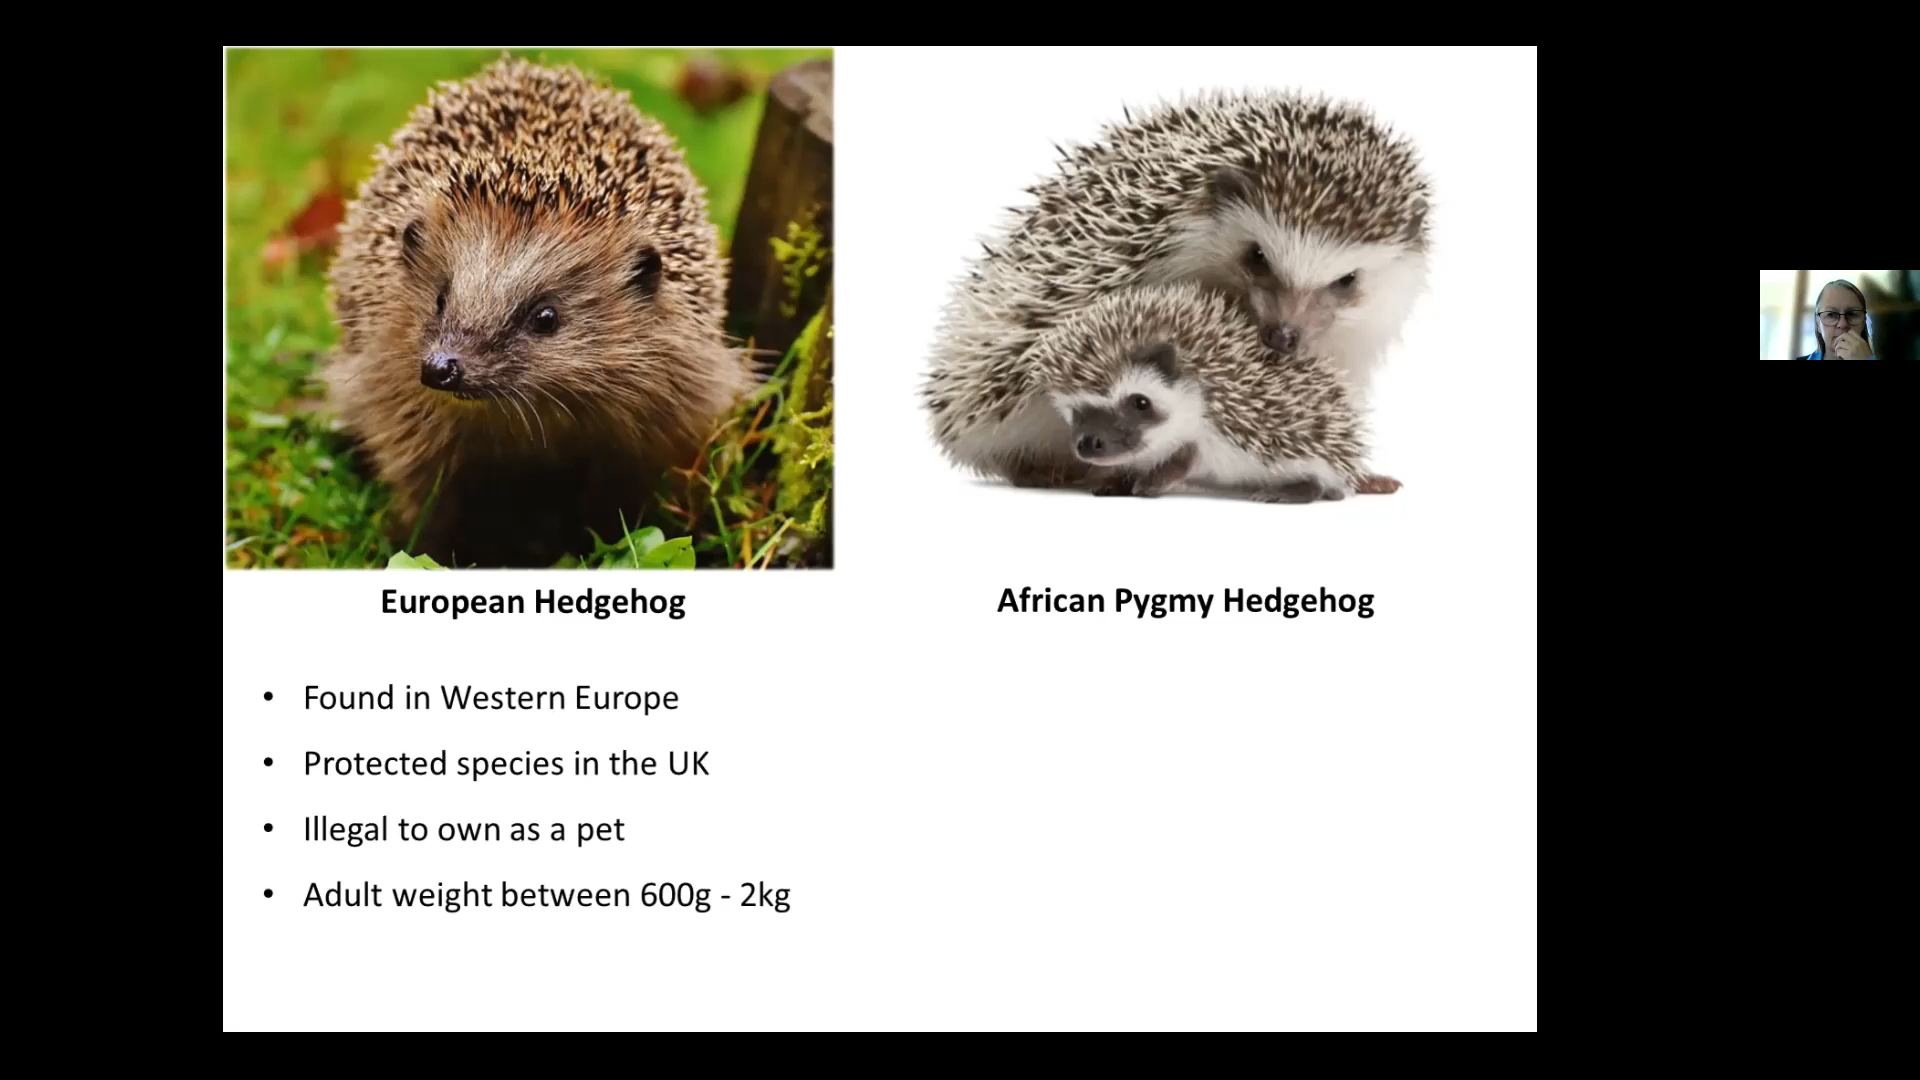 European Hedgehog
African Pygmy Hedgehog
• Found in Western Europe
• Protected species in the UK
• Illegal to own as a pet
• Adult weight between 600g - 2kg